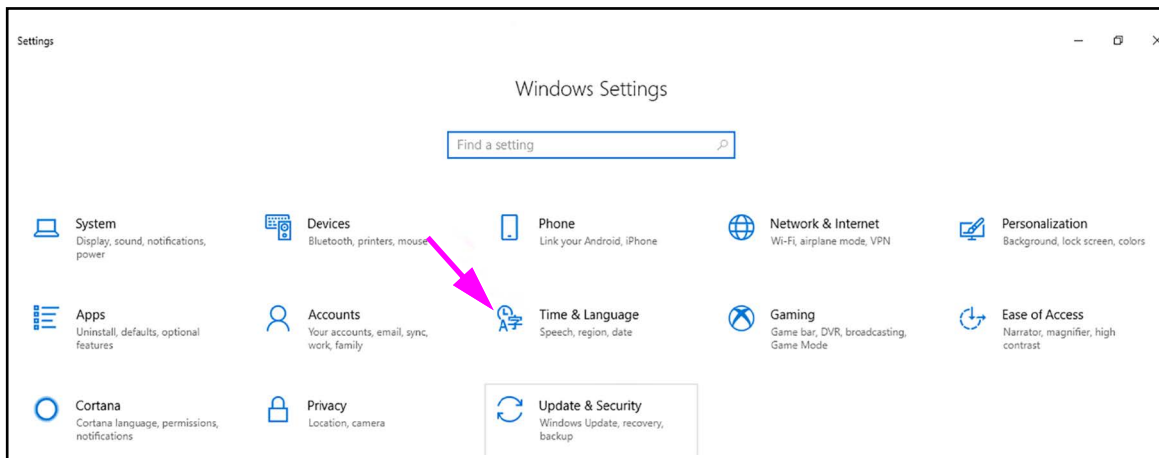 Settings
Windows Settings
Find a setting
System
Display, sound, notifications,
power
Devices
Bluetooth, printers, mouse
Phone
Link your Android, iPhone
Network & Internet
Wi-Fi, airplane mode, VPN
Personalization
Background, lock screen, colors
Apps
Uninstall, defaults, optional
features
Accounts
Your accounts, email, sync,
work, family
Time & Language
Speech, region, date
Gaming
Game bar, DVR, broadcasting,
Game Mode
Ease of Access
Narrator, magnifier, high
contrast
Cortana
Cortana language, permissions,
notifications
Privacy
Location, camera
Update & Security
Windows Update, recovery,
backup